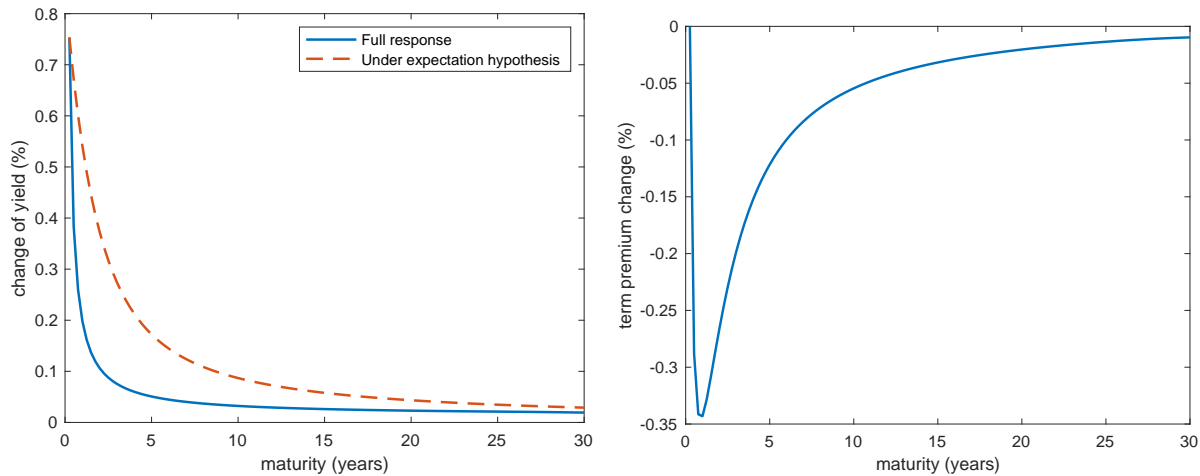 0.8
0.7
0.6
0.5
0.4
0.3
0.2
0.1
0
change of yield (%)
0 5 10 15 20 25 30
maturity (years)
Full response
Under expectation hypothesis
0
-0.05
-0.1
-0.15
-0.2
-0.25
-0.3
-0.35
term premium change (%)
0 5 10 15 20 25 30
maturity (years)